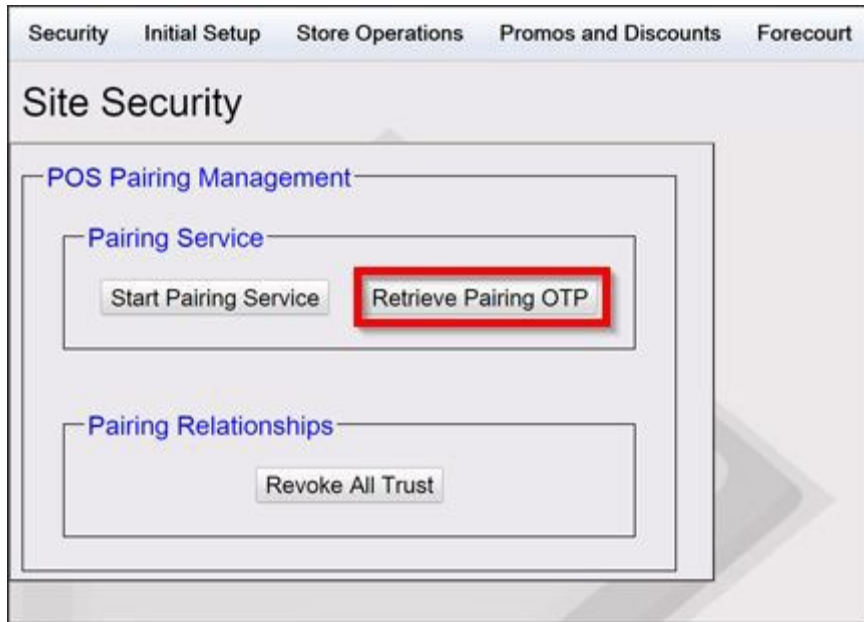 Security Initial Setup Store Operations Promos and Discounts Forecourt
Site Security
POS Pairing Management
Pairing Service
Start Pairing Service Retrieve Pairing OTP
Pairing Relationships
Revoke All Trust